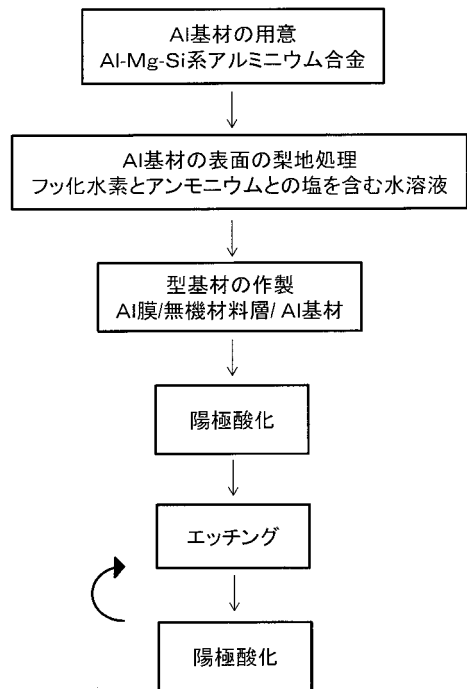 Al基材の用意
Al-Mg-Si系アルミニウム合金
Al基材の表面の梨地処理
フッ化水素とアンモニウムとの塩を含む水溶液
型基材の作製
Al膜/無機材料層/ Al基材
陽極酸化
エッチング
陽極酸化